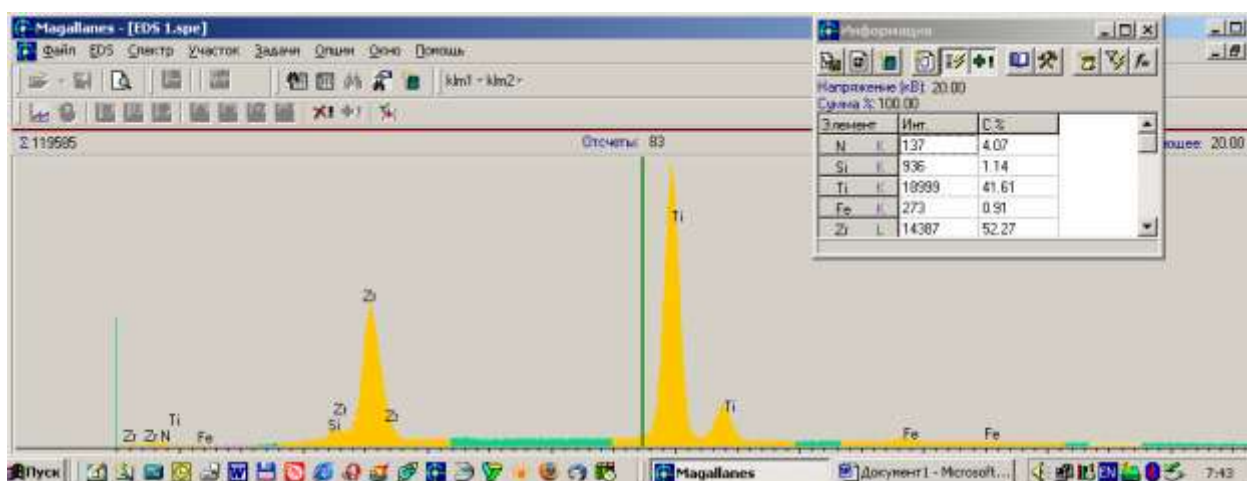 Magallanes - [EDS 1.spe]
Файл EDS Спектр Участок Задачи Опции Окно Помощь
klm1 klm2
Σ 119585 Отсчеты: 83 20.00
Информация
Напряжение (кВ): 20.00
Сумма %: 100.00
Элемент Инт. C %
N K 137 4.07
Si K 936 1.14
Ti K 18999 41.61
Fe K 273 0.91
Zr L 14387 52.27
Ti
Zr
Ti
Zr
Si
Zr
Ti
Zr Zr N Fe
Fe Fe
Пуск Magallanes Документ1 - Microsoft... EN 7:43